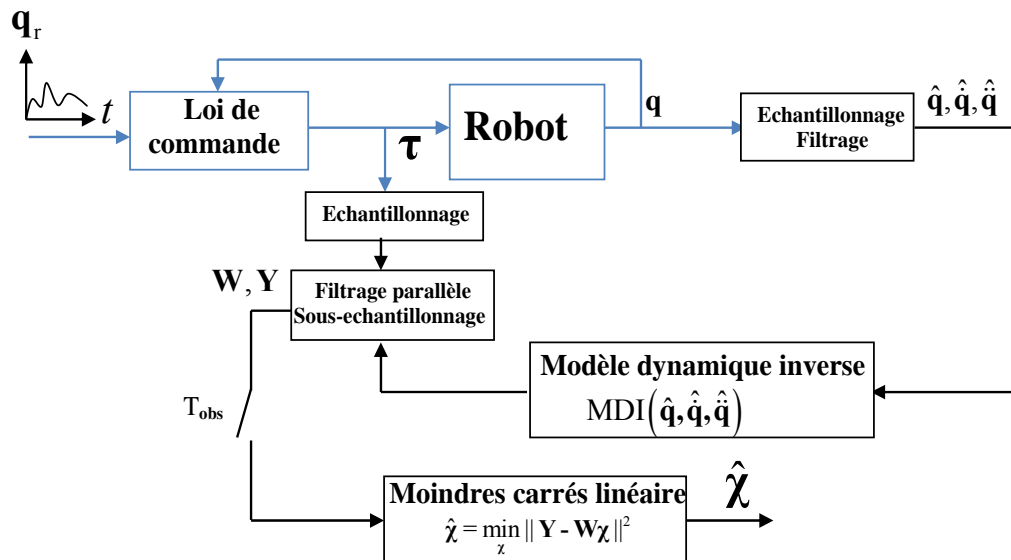 q_r
t
Loi de
commande
τ
Robot
q
Echantillonnage
Filtrage
q̂, q̇̂, q̈̂
Echantillonnage
W, Y
Filtrage parallèle
Sous-echantillonnage
Modèle dynamique inverse
MDI(q̂, q̇̂, q̈̂)
T_obs
Moindres carrés linéaire
χ̂ = min_χ || Y - Wχ ||²
χ̂